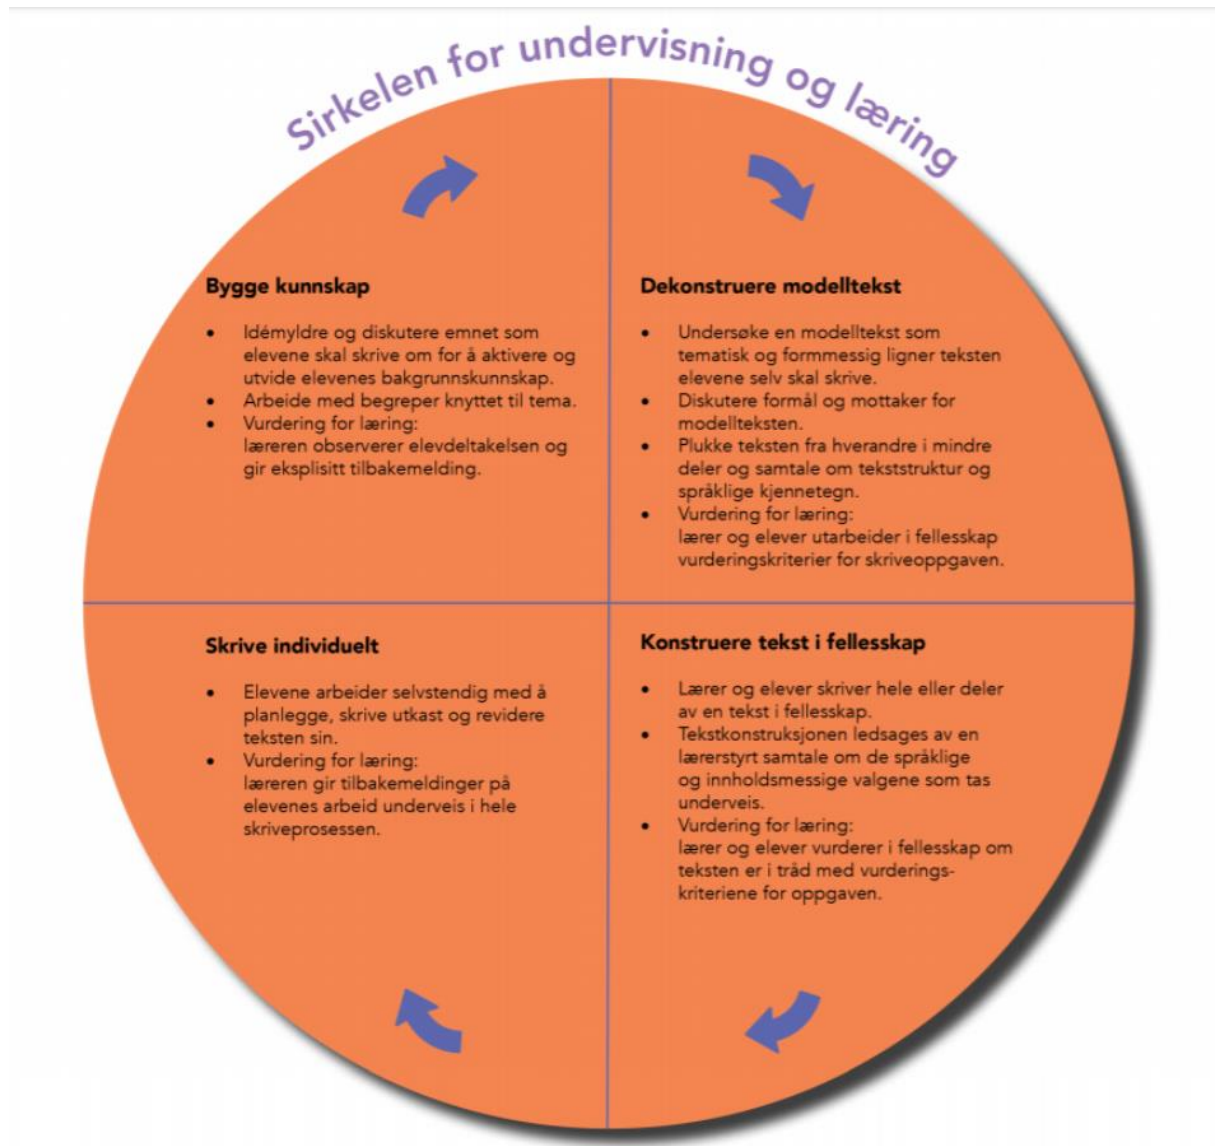 Sirkelen for undervisning og læring
Bygge kunnskap
• Idémyldre og diskutere emnet som
elevene skal skrive om for å aktivere og
utvide elevenes bakgrunnskunnskap.
• Arbeide med begreper knyttet til tema.
• Vurdering for læring:
læreren observerer elevdeltakelsen og
gir eksplisitt tilbakemelding.
Dekonstruere modelltekst
• Undersøke en modelltekst som
tematisk og formmessig ligner teksten
elevene selv skal skrive.
• Diskutere formål og mottaker for
modellteksten.
• Plukke teksten fra hverandre i mindre
deler og samtale om tekststruktur og
språklige kjennetegn.
• Vurdering for læring:
lærer og elever utarbeider i fellesskap
vurderingskriterier for skriveoppgaven.
Konstruere tekst i fellesskap
• Lærer og elever skriver hele eller deler
av en tekst i fellesskap.
• Tekstkonstruksjonen ledsages av en
lærerstyrt samtale om de språklige
og innholdsmessige valgene som tas
underveis.
• Vurdering for læring:
lærer og elever vurderer i fellesskap om
teksten er i tråd med vurderings-
kriteriene for oppgaven.
Skrive individuelt
• Elevene arbeider selvstendig med å
planlegge, skrive utkast og revidere
teksten sin.
• Vurdering for læring:
læreren gir tilbakemeldinger på
elevenes arbeid underveis i hele
skriveprosessen.